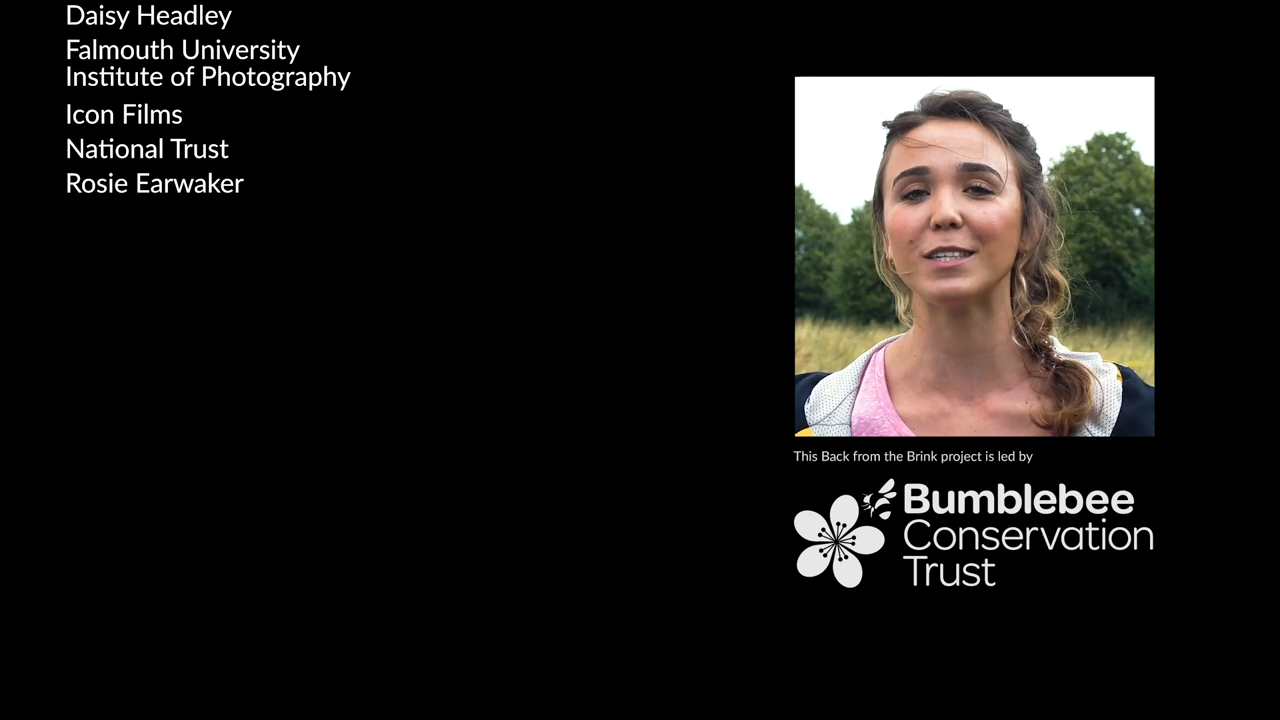 Daisy Headley
Falmouth University
Institute of Photography
Icon Films
National Trust
Rosie Earwaker
This Back from the Brink project is led by
Bumblebee
Conservation
Trust